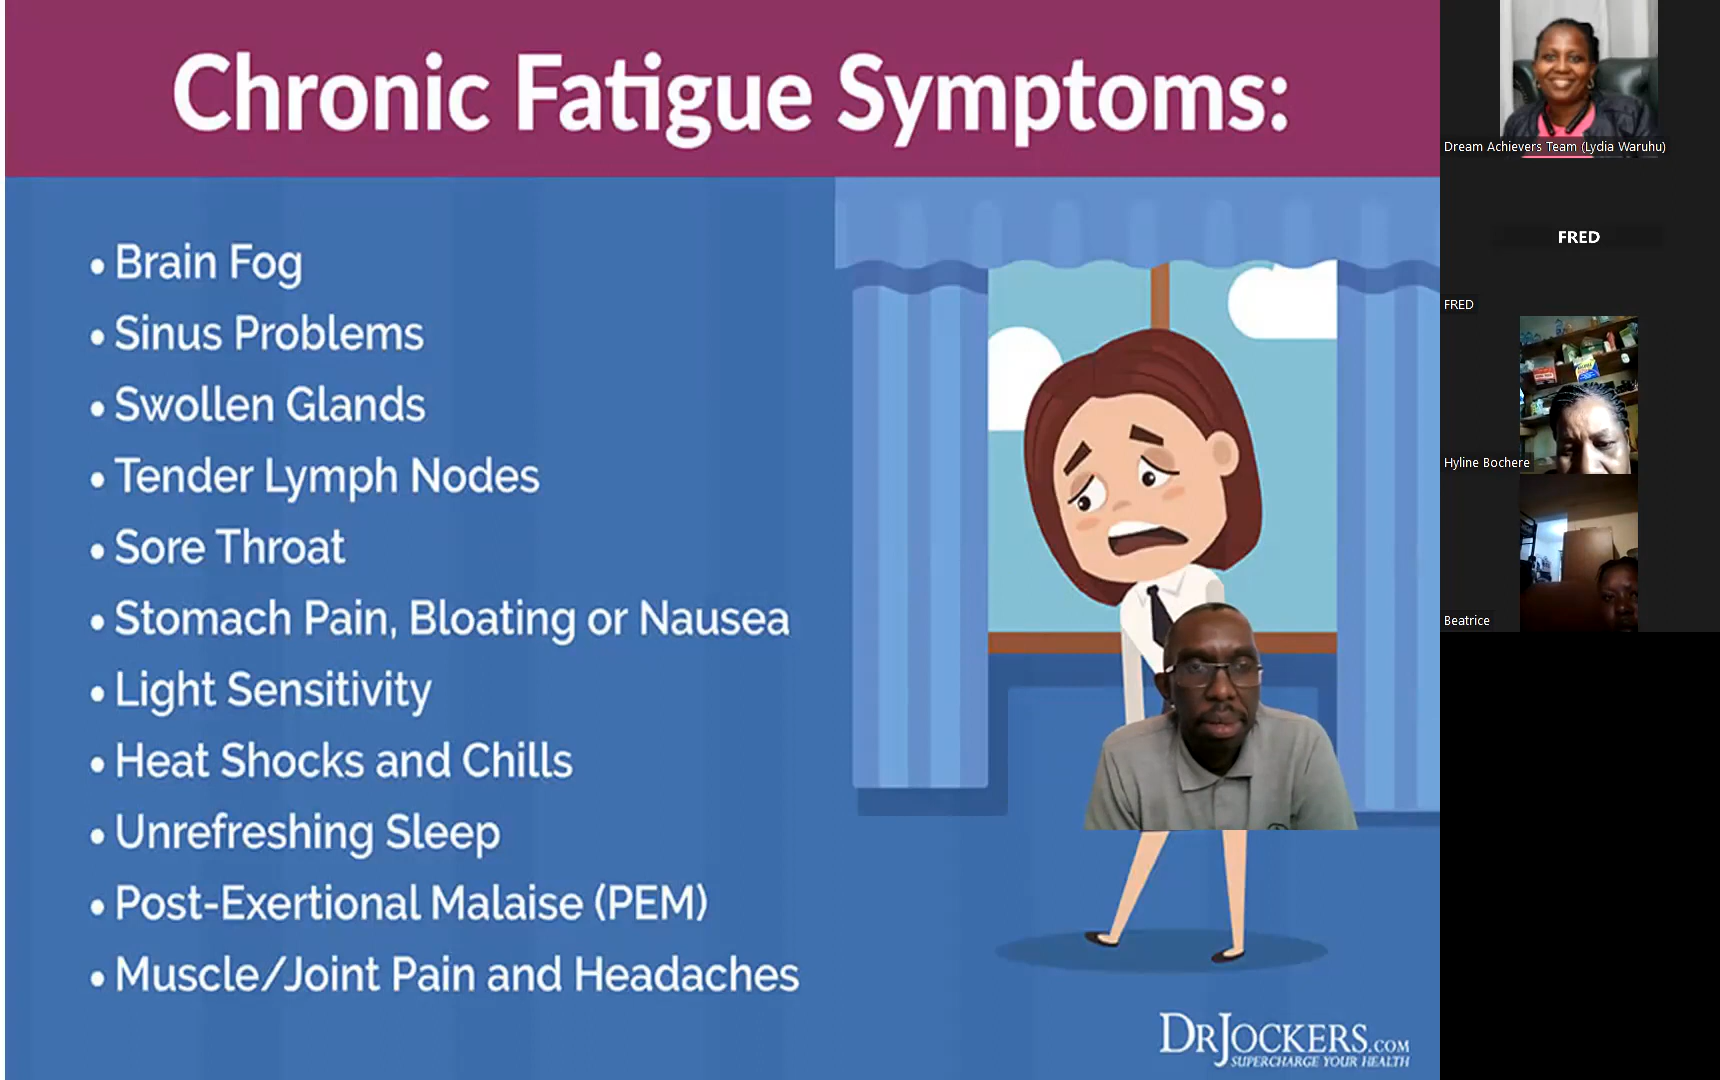 Chronic Fatigue Symptoms:
• Brain Fog
• Sinus Problems
• Swollen Glands
• Tender Lymph Nodes
• Sore Throat
• Stomach Pain, Bloating or Nausea
• Light Sensitivity
• Heat Shocks and Chills
• Unrefreshing Sleep
• Post-Exertional Malaise (PEM)
• Muscle/Joint Pain and Headaches
DRJOCKERS.COM
SUPERCHARGE YOUR HEALTH
Dream Achievers Team (Lydia Waruhu)
FRED
FRED
Hyline Bochere
Beatrice